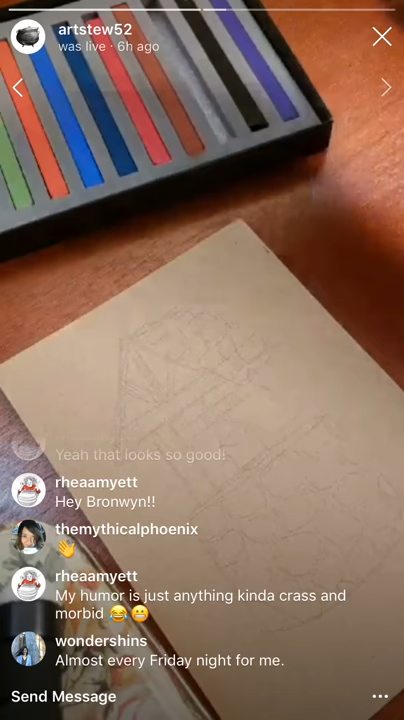 artstew52
was live · 6h ago
Yeah that looks so good!
rheaamyett
Hey Bronwyn!!
themythicalphoenix
👋
rheaamyett
My humor is just anything kinda crass and
morbid 😂😬
wondershins
Almost every Friday night for me.
Send Message